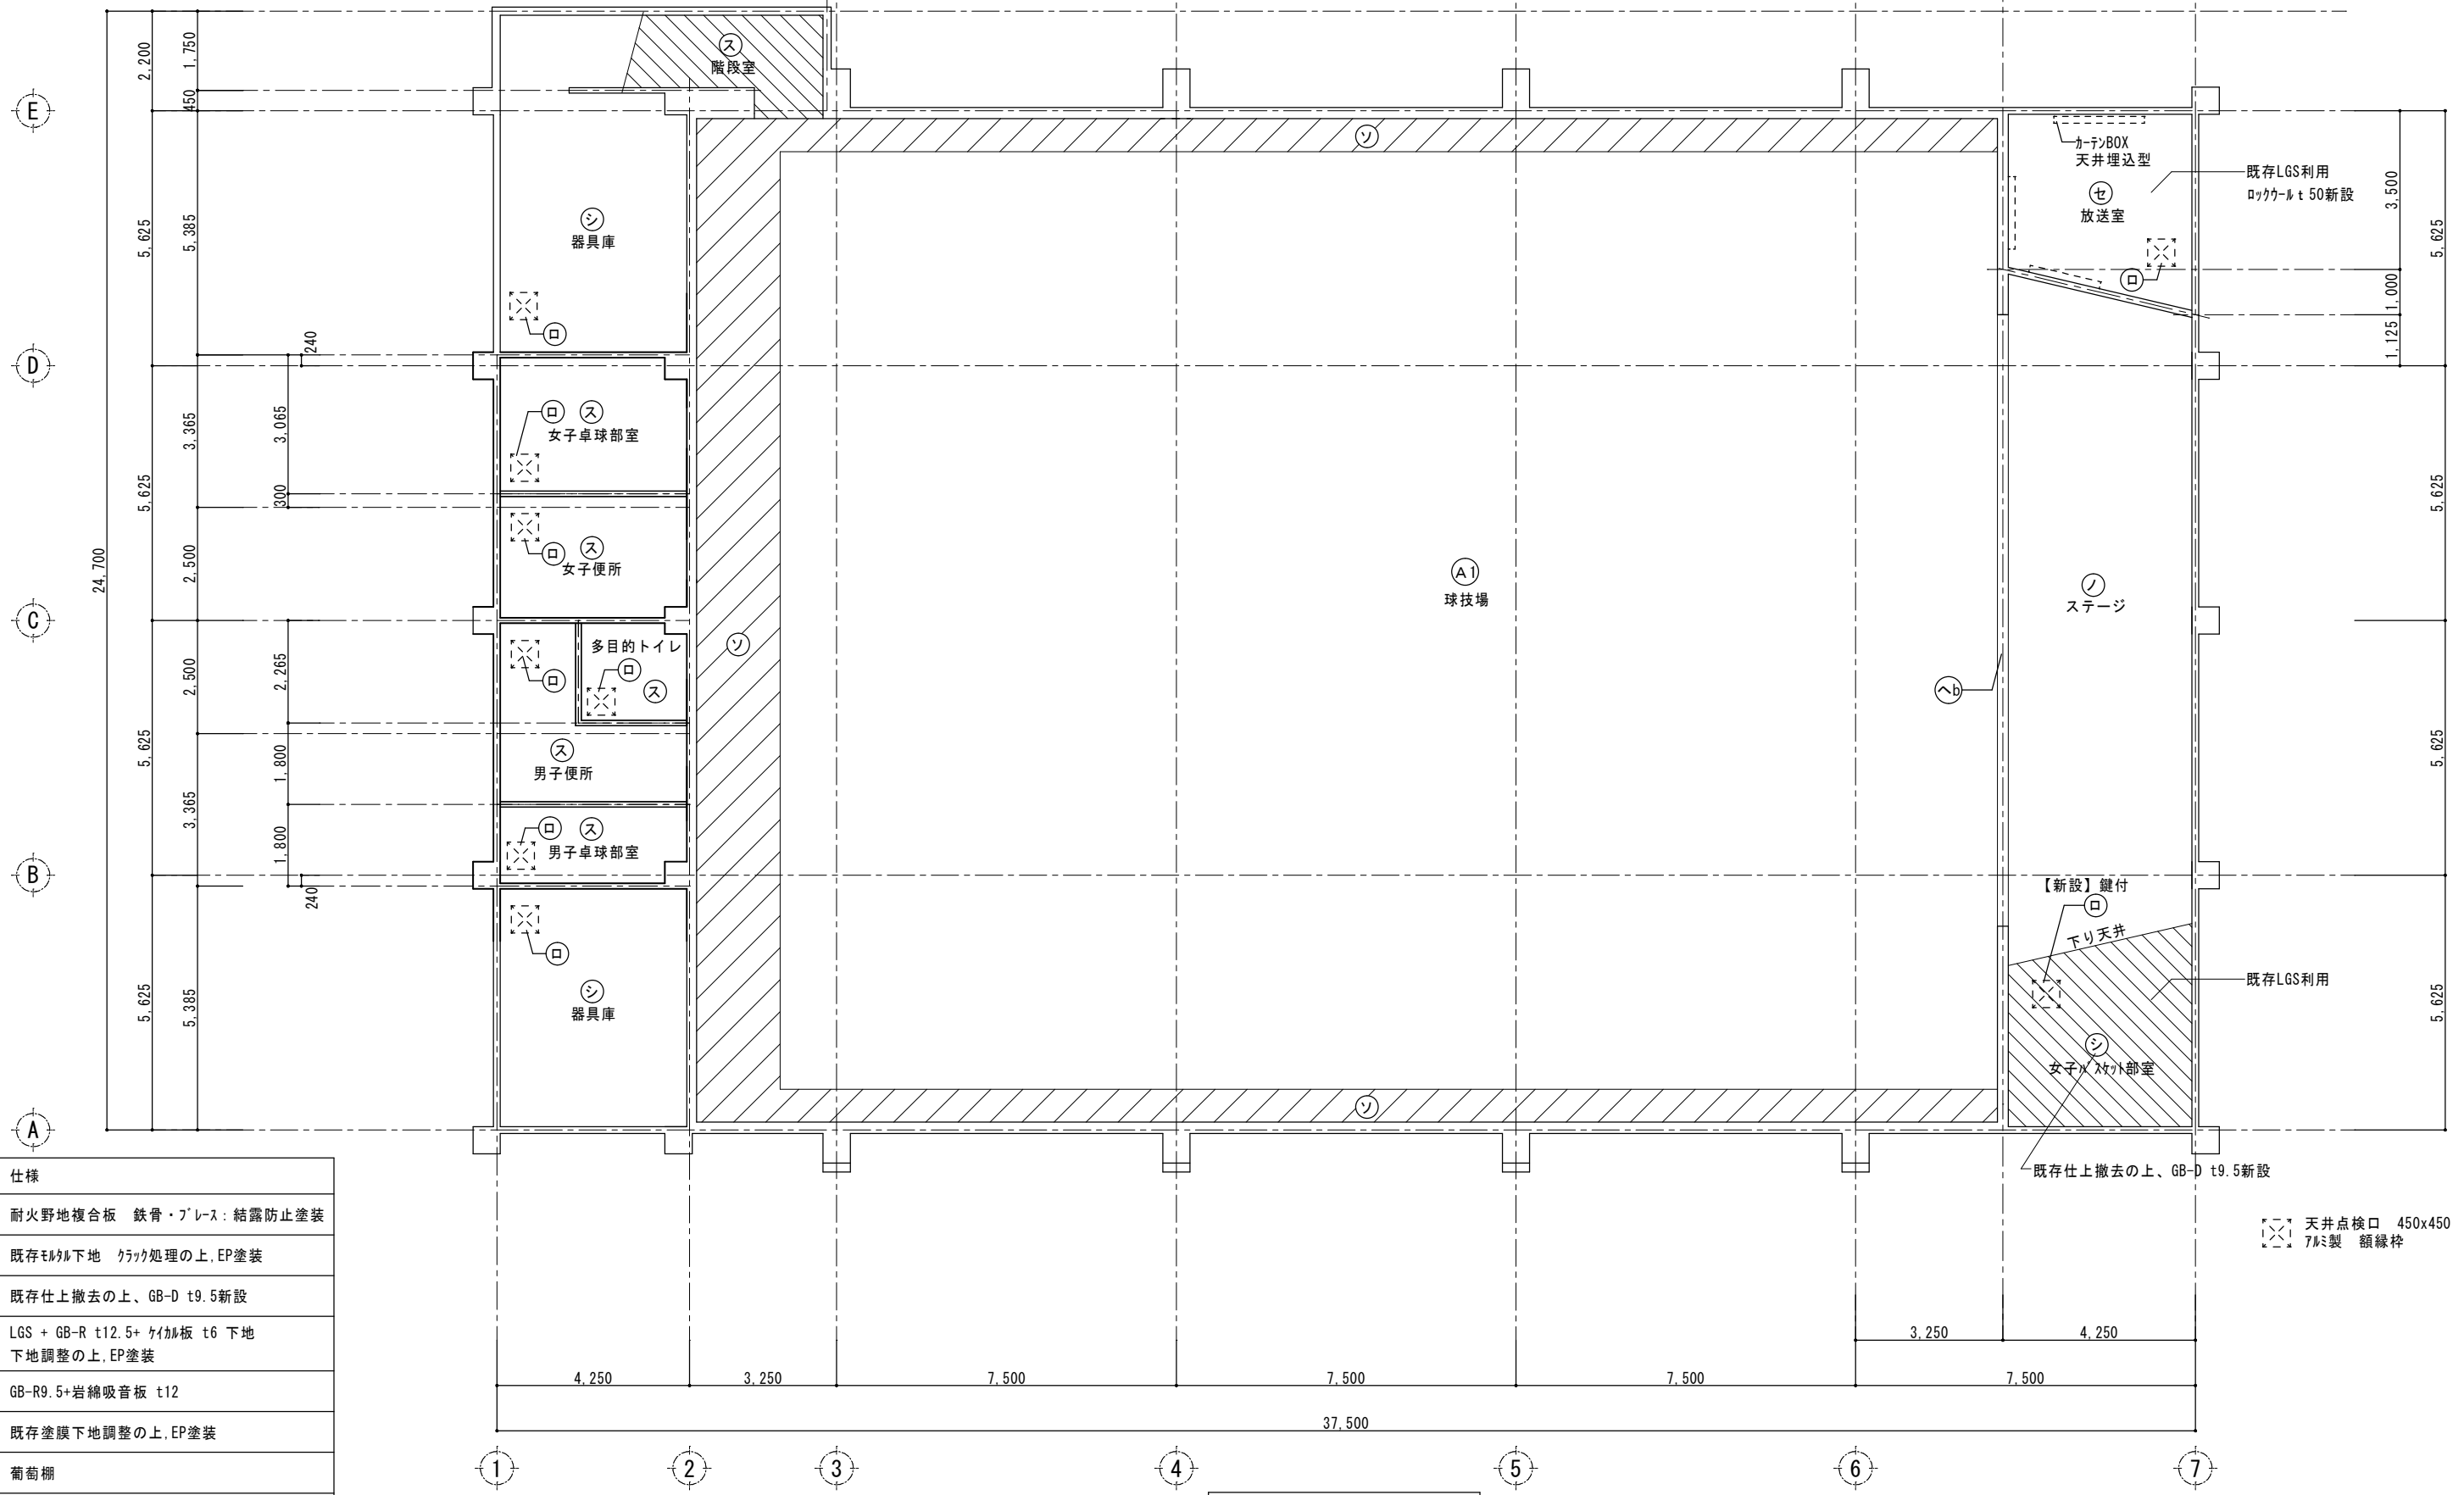 E
D
C
B
A
24,700
2,200
5,625
5,625
5,625
5,625
1,750
450
5,385
3,365
2,500
2,500
3,365
5,385
240
3,065
300
2,265
1,800
1,800
240
ス
階段室
シ
器具庫
ロ
ロ ス
女子卓球部室
ロ ス
女子便所
多目的トイレ
ロ
ロ
ス
ス
男子便所
ロ ス
男子卓球部室
ロ
シ
器具庫
ソ
ソ
ソ
A1
球技場
へb
カーテンBOX
天井埋込型
セ
放送室
ロ
既存LGS利用
ロックウール t 50新設
ノ
ステージ
【新設】鍵付
ロ
下り天井
既存LGS利用
シ
女子バスケット部室
既存仕上撤去の上、GB-D t9.5新設
3,500
1,000
1,125
5,625
5,625
5,625
5,625
天井点検口 450x450
アルミ製 額縁枠
仕様
耐火野地複合板 鉄骨・ブレース:結露防止塗装
既存モルタル下地 クラック処理の上,EP塗装
既存仕上撤去の上、GB-D t9.5新設
LGS + GB-R t12.5+ ケイカル板 t6 下地
下地調整の上,EP塗装
GB-R9.5+岩綿吸音板 t12
既存塗膜下地調整の上,EP塗装
葡萄棚
3,250
4,250
4,250
3,250
7,500
7,500
7,500
7,500
37,500
1
2
3
4
5
6
7